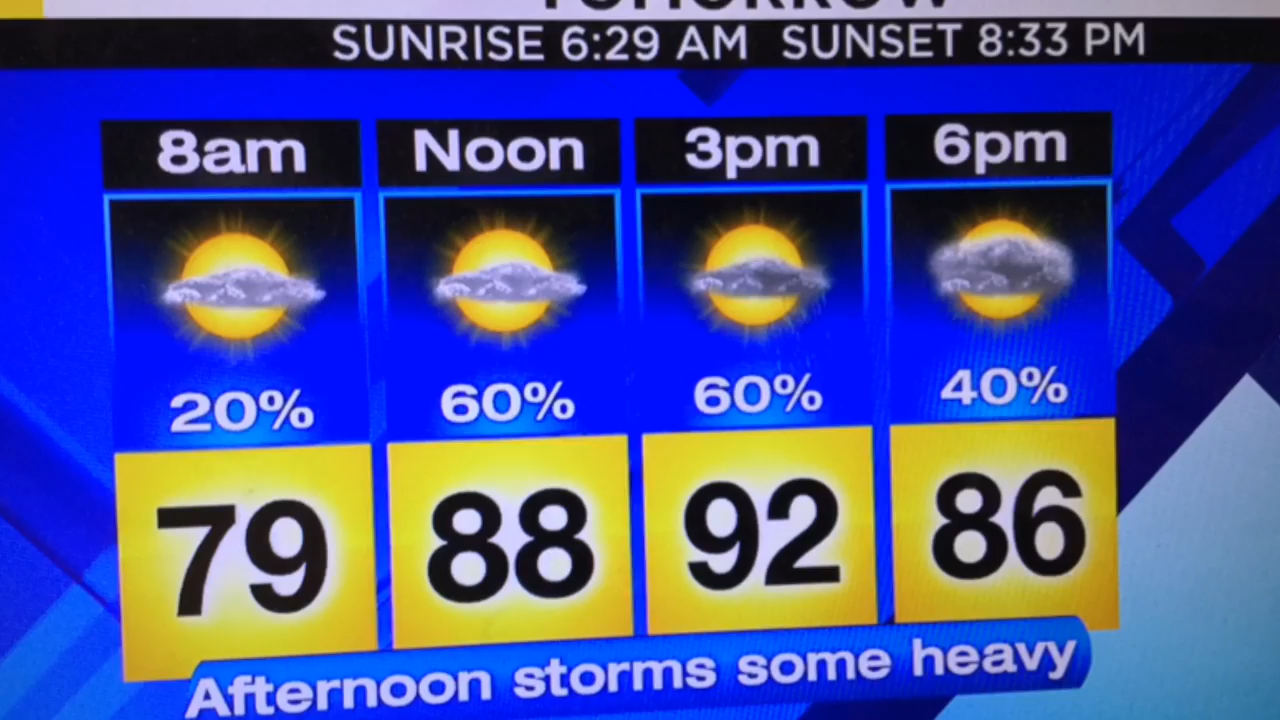 TOMORROW
SUNRISE 6:29 AM SUNSET 8:33 PM
8am Noon 3pm 6pm
20% 60% 60% 40%
79 88 92 86
Afternoon storms some heavy